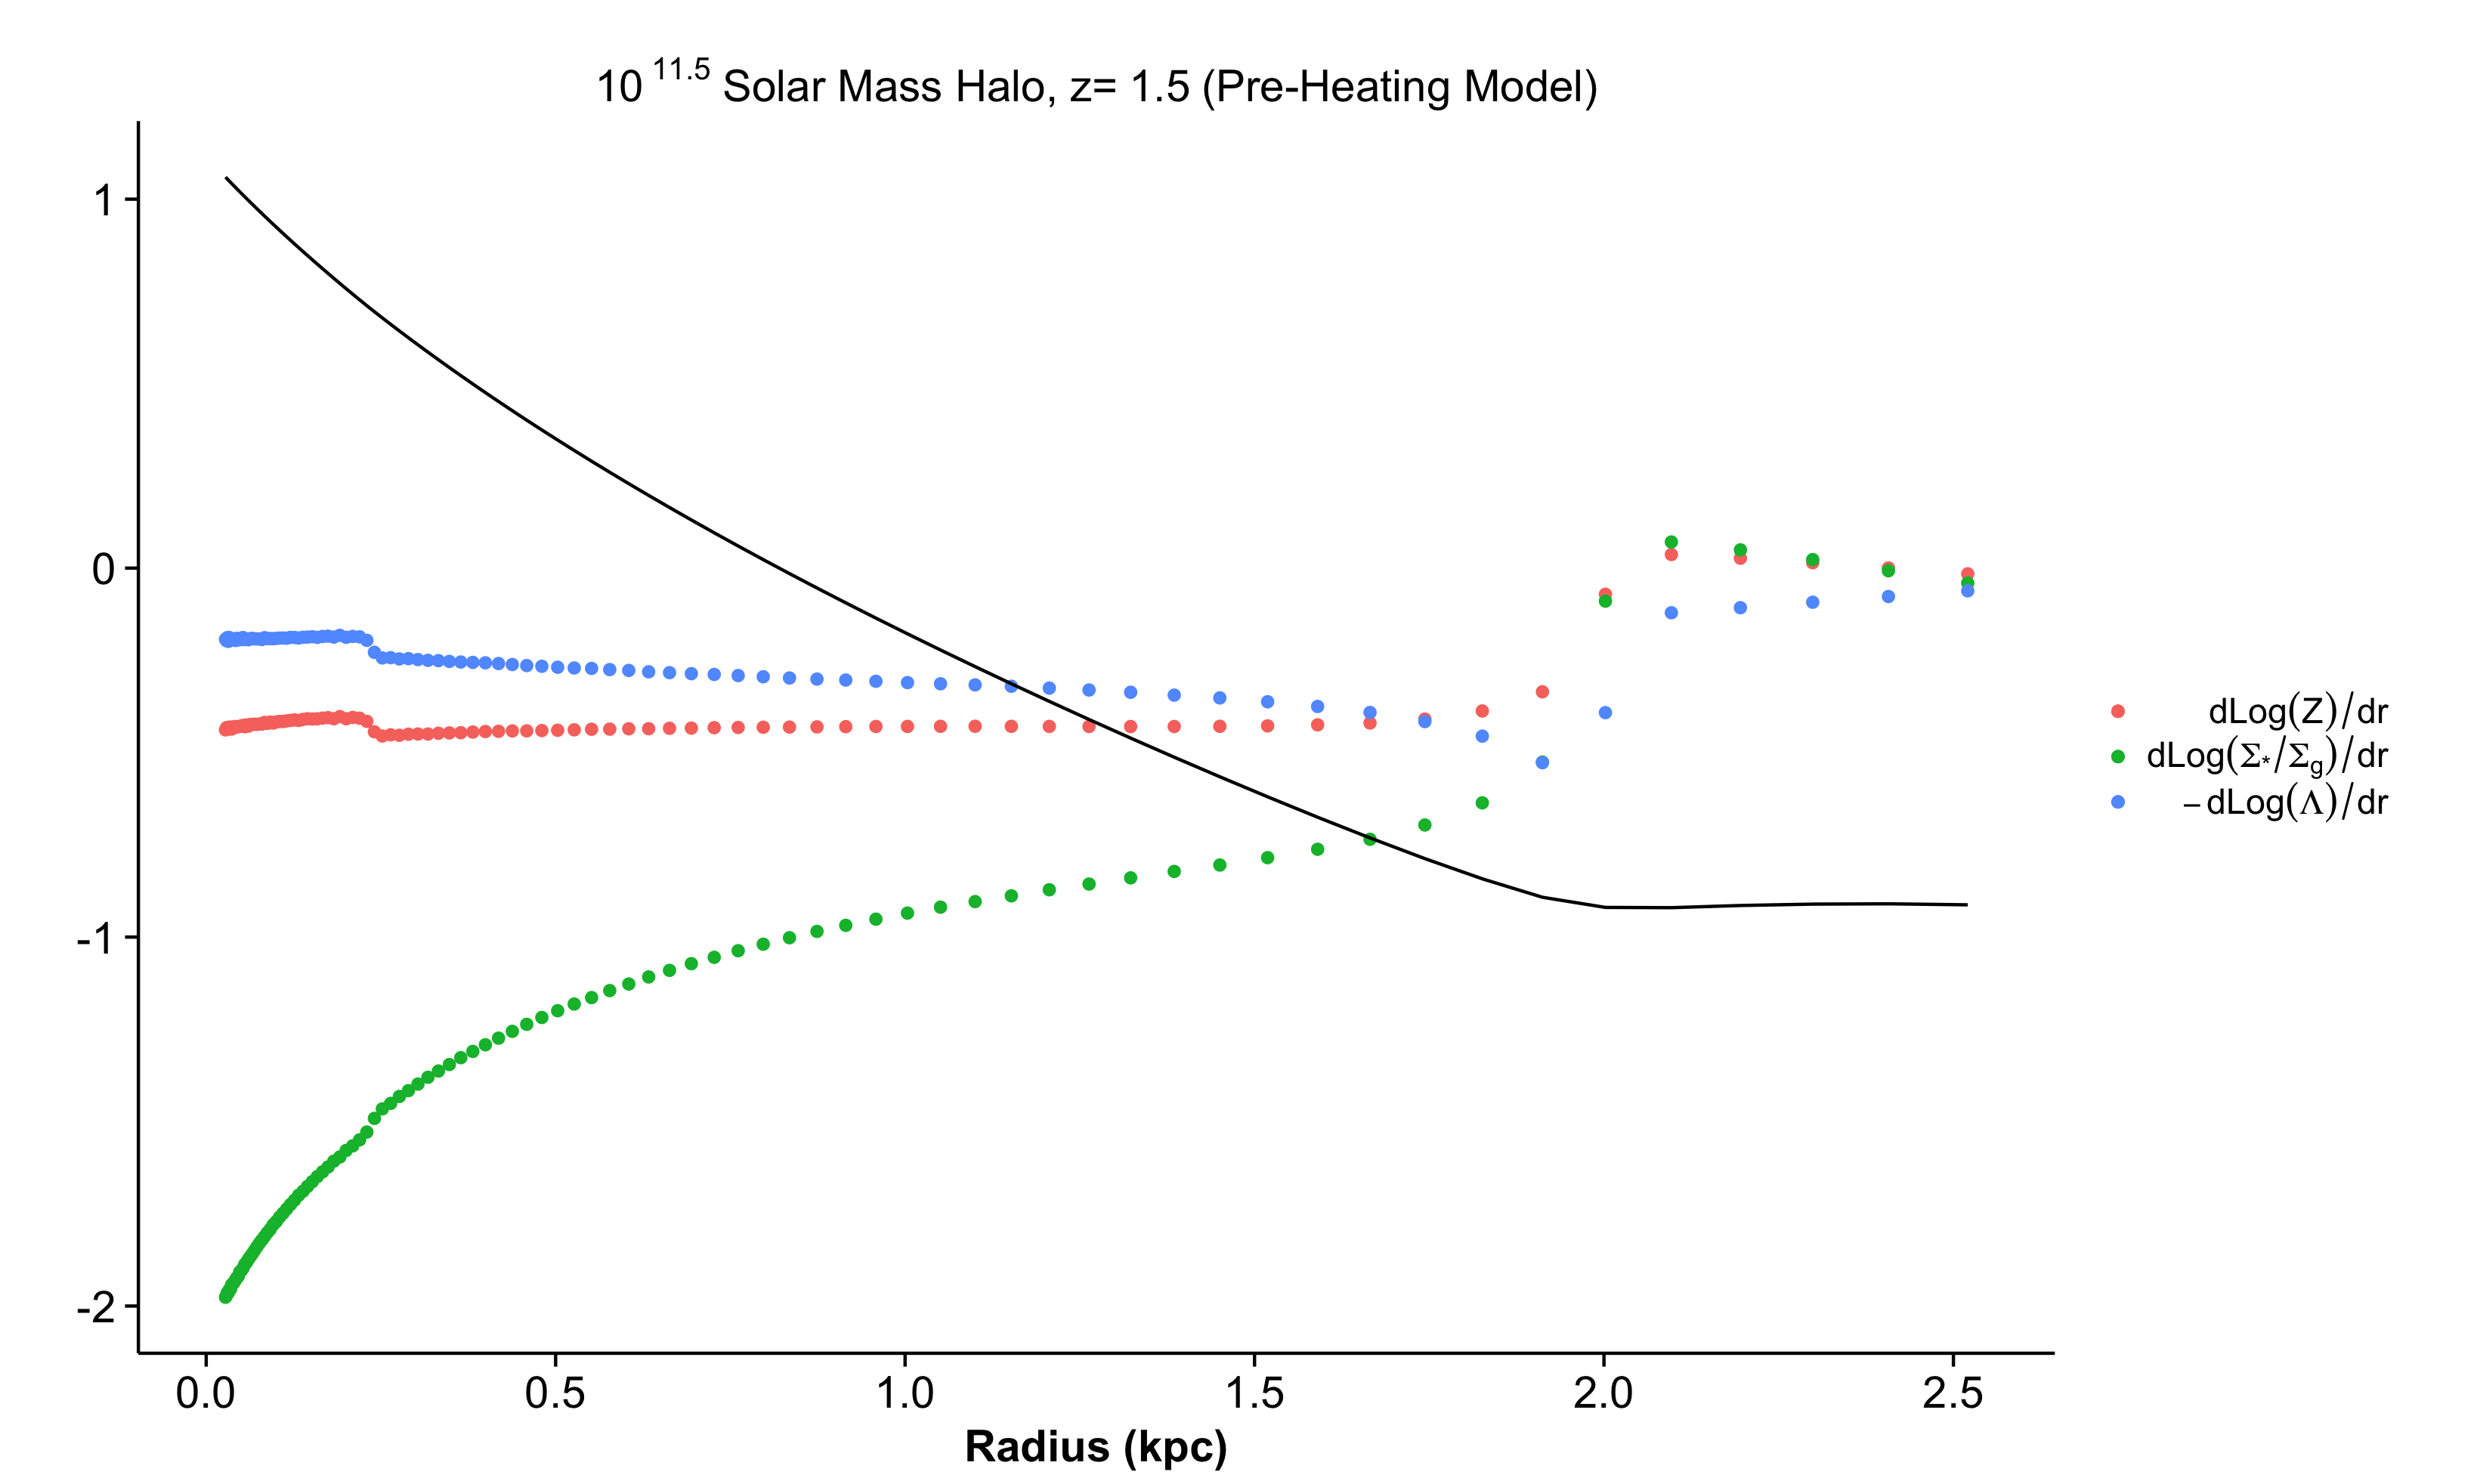 10 11.5 Solar Mass Halo, z= 1.5 (Pre-Heating Model)
1
0
-1
-2
0.0 0.5 1.0 1.5 2.0 2.5
Radius (kpc)
dLog(Z)/dr
dLog(Σ*/Σg)/dr
– dLog(Λ)/dr